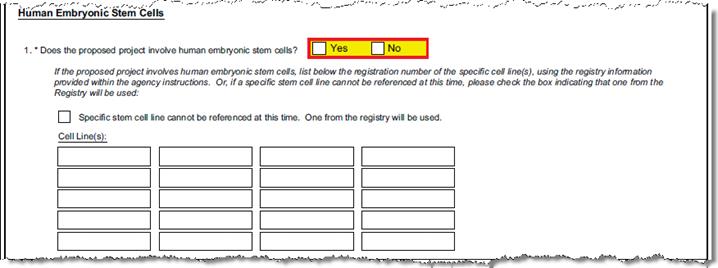 Human Embryonic Stem Cells
1. * Does the proposed project involve human embryonic stem cells? Yes No
If the proposed project involves human embryonic stem cells, list below the registration number of the specific cell line(s), using the registry information
provided within the agency instructions. Or, if a specific stem cell line cannot be referenced at this time, please check the box indicating that one from the
Registry will be used:
Specific stem cell line cannot be referenced at this time. One from the registry will be used.
Cell Line(s):